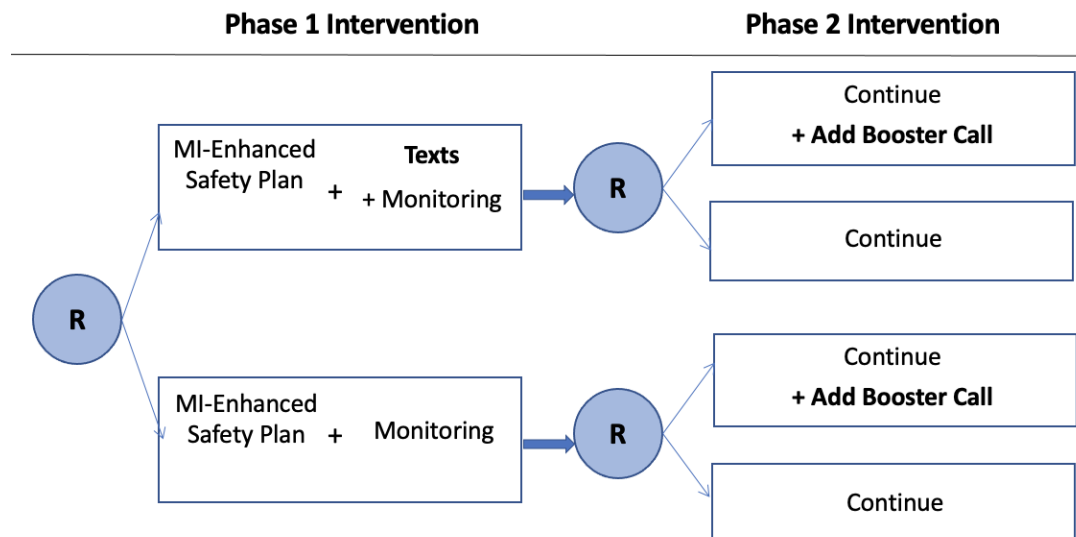 Phase 1 Intervention
Phase 2 Intervention
R
MI-Enhanced
Safety Plan
+
Texts
+ Monitoring
R
Continue
+ Add Booster Call
Continue
MI-Enhanced
Safety Plan
+
Monitoring
R
Continue
+ Add Booster Call
Continue